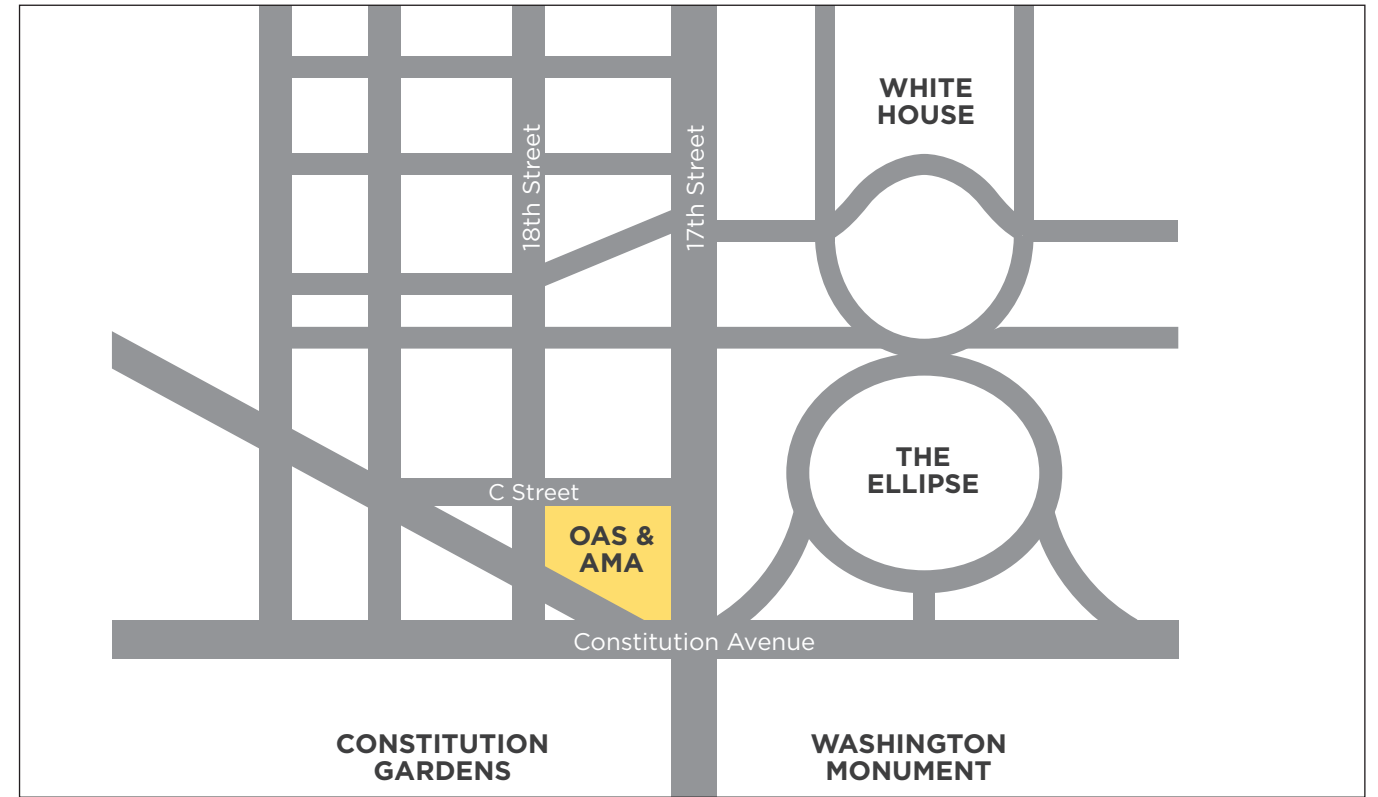 WHITE
HOUSE
18th Street
17th Street
THE
ELLIPSE
C Street
OAS &
AMA
Constitution Avenue
CONSTITUTION
GARDENS
WASHINGTON
MONUMENT